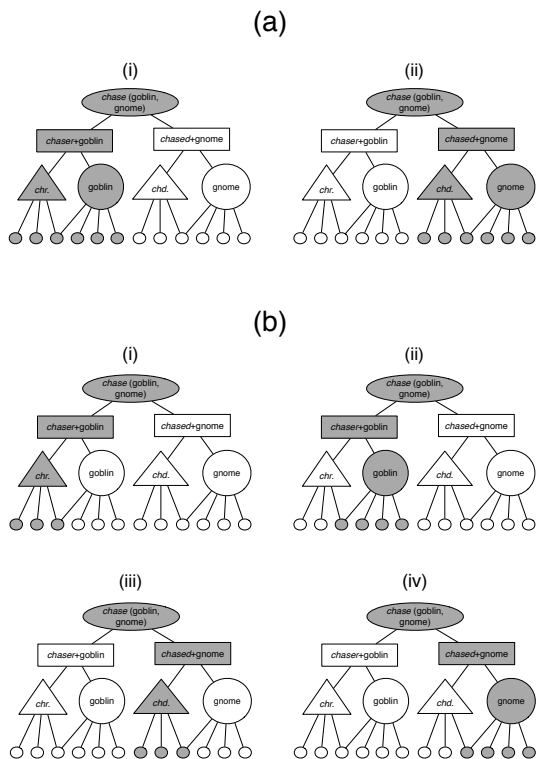 (a)
(i)
chase (goblin,
gnome)
chaser+goblin
chased+gnome
chr.
goblin
chd.
gnome
(ii)
chase (goblin,
gnome)
chaser+goblin
chased+gnome
chr.
goblin
chd.
gnome
(b)
(i)
chase (goblin,
gnome)
chaser+goblin
chased+gnome
chr.
goblin
chd.
gnome
(ii)
chase (goblin,
gnome)
chaser+goblin
chased+gnome
chr.
goblin
chd.
gnome
(iii)
chase (goblin,
gnome)
chaser+goblin
chased+gnome
chr.
goblin
chd.
gnome
(iv)
chase (goblin,
gnome)
chaser+goblin
chased+gnome
chr.
goblin
chd.
gnome